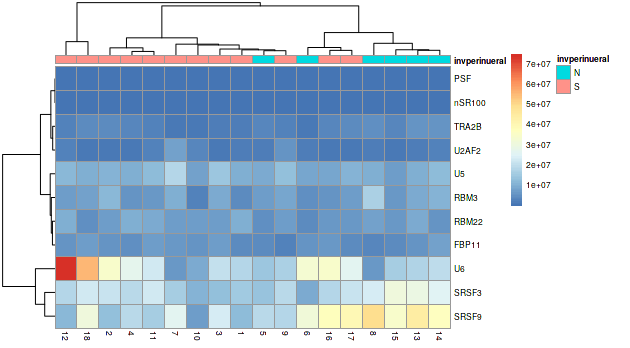 invperinueral
PSF
nSR100
TRA2B
U2AF2
U5
RBM3
RBM22
FBP11
U6
SRSF3
SRSF9
12 18 2 4 11 7 10 3 1 5 9 6 16 17 8 15 13 14
7e+07
6e+07
5e+07
4e+07
3e+07
2e+07
1e+07
invperinueral
N
S